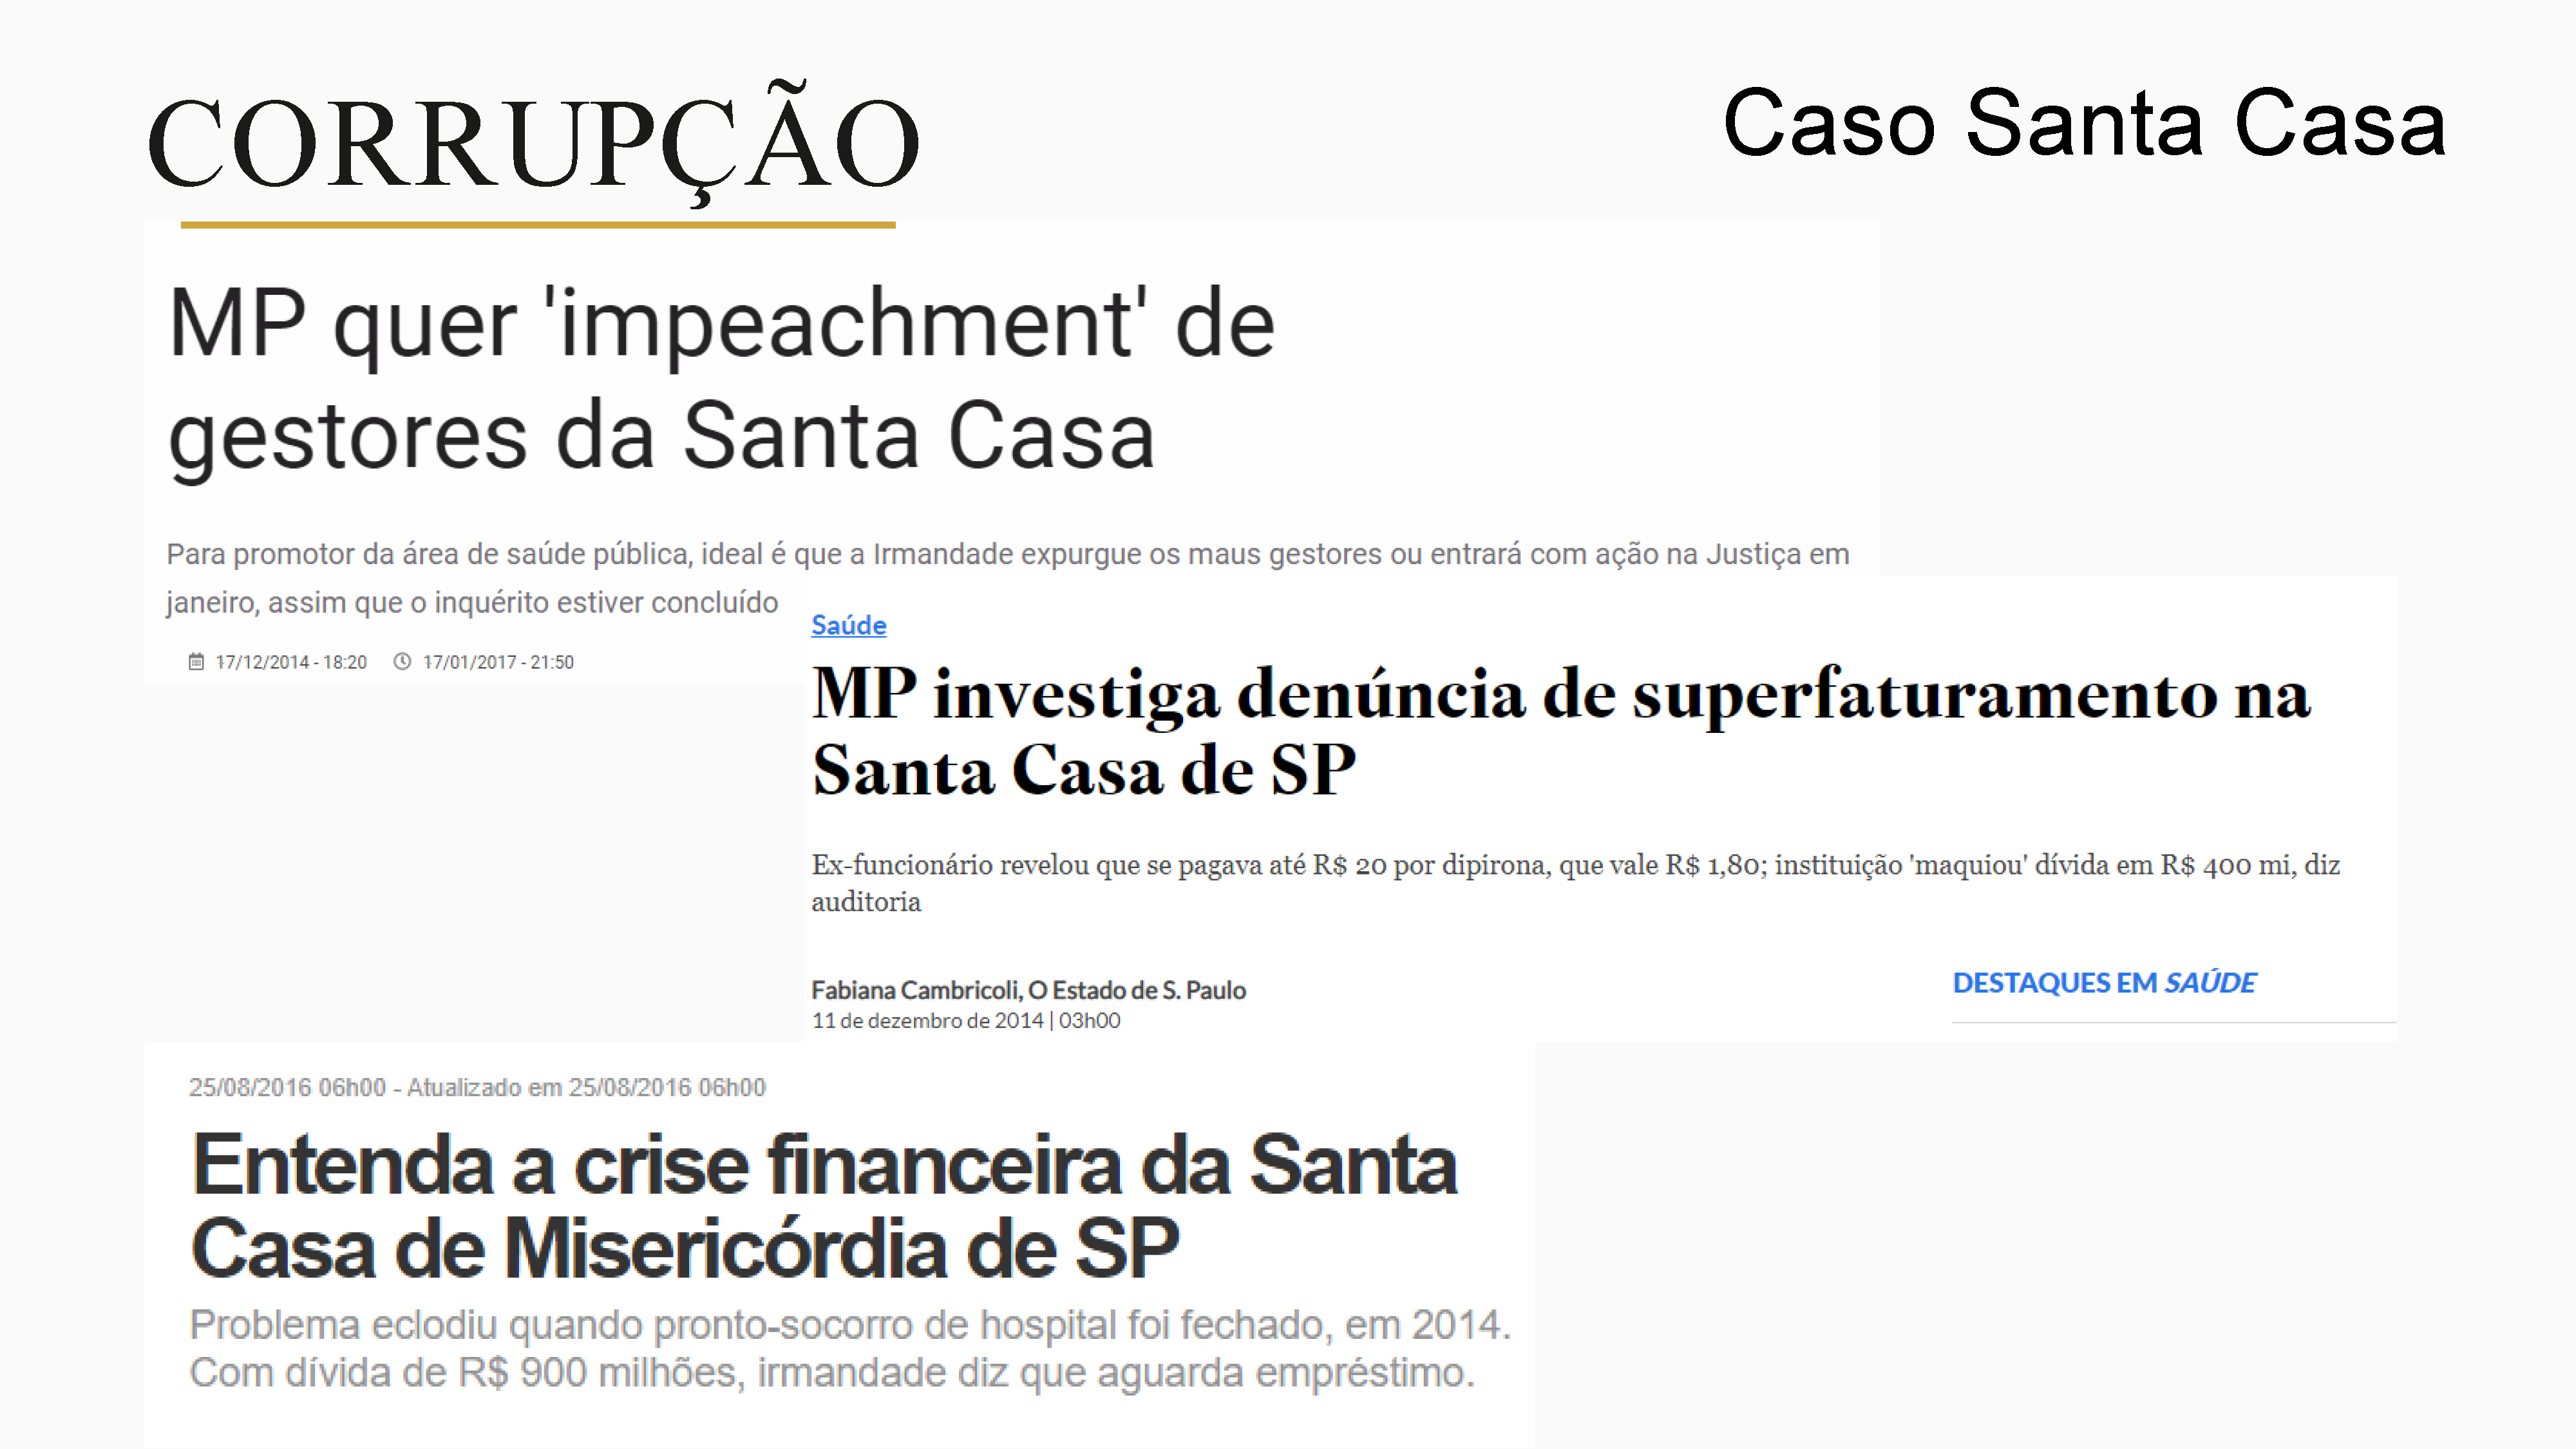 CORRUPÇÃO
Caso Santa Casa
MP quer 'impeachment' de
gestores da Santa Casa
Para promotor da área de saúde pública, ideal é que a Irmandade expurgue os maus gestores ou entrará com ação na Justiça em
janeiro, assim que o inquérito estiver concluído
17/12/2014 - 18:20 17/01/2017 - 21:50
Saúde
MP investiga denúncia de superfaturamento na
Santa Casa de SP
Ex-funcionário revelou que se pagava até R$ 20 por dipirona, que vale R$ 1,80; instituição 'maquiou' dívida em R$ 400 mi, diz
auditoria
Fabiana Cambricoli, O Estado de S. Paulo
11 de dezembro de 2014 | 03h00
DESTAQUES EM SAÚDE
25/08/2016 06h00 - Atualizado em 25/08/2016 06h00
Entenda a crise financeira da Santa
Casa de Misericórdia de SP
Problema eclodiu quando pronto-socorro de hospital foi fechado, em 2014.
Com dívida de R$ 900 milhões, irmandade diz que aguarda empréstimo.